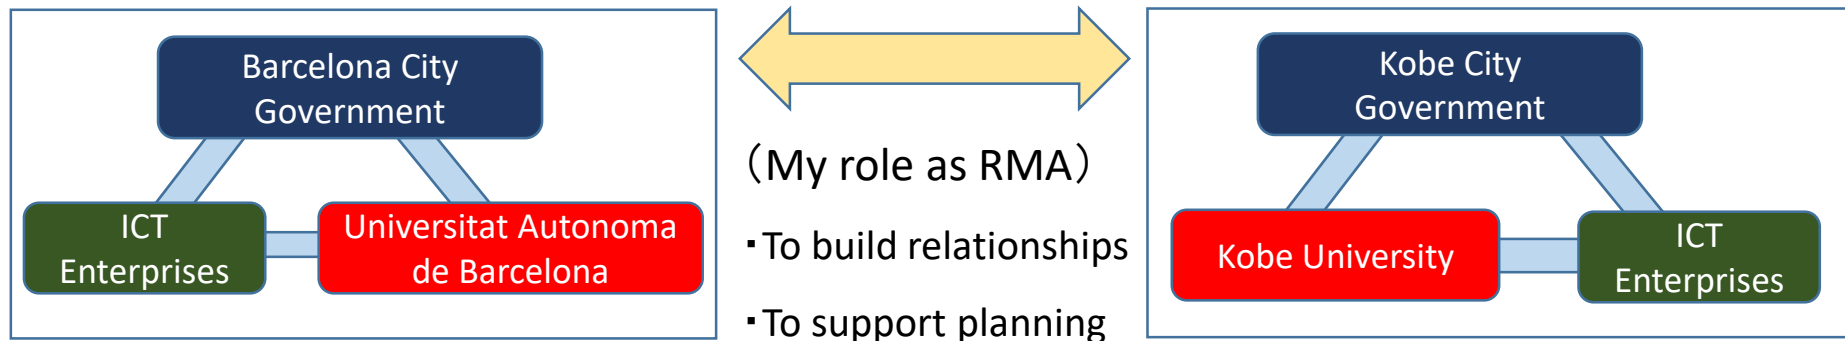 Barcelona City
Government
ICT
Enterprises
Universitat Autonoma
de Barcelona
（My role as RMA）
・To build relationships
・To support planning
Kobe City
Government
Kobe University
ICT
Enterprises